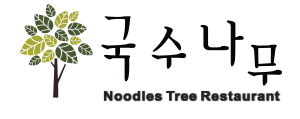 국수나무
Noodles Tree Restaurant